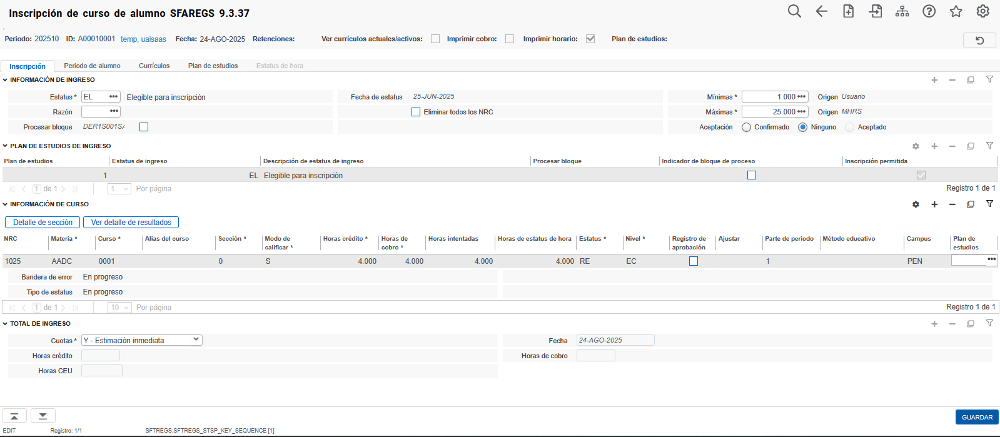 Inscripción de curso de alumno SFAREGS 9.3.37
Periodo: 202510 ID: A00010001 temp, uaisaas Fecha: 24-AGO-2025 Retenciones: Ver currículos actuales/activos: Imprimir cobro: Imprimir horario: Plan de estudios:
Inscripción Periodo de alumno Currículos Plan de estudios Estatus de hora
INFORMACIÓN DE INGRESO
Estatus * EL Elegible para inscripción Fecha de estatus 25-JUN-2025 Mínimas * 1.000 Origen Usuario
Razón Eliminar todos los NRC Máximas * 25.000 Origen MHRS
Procesar bloque DER1S001SA Aceptación Confirmado Ninguno Aceptado
PLAN DE ESTUDIOS DE INGRESO
Plan de estudios Estatus de ingreso Descripción de estatus de ingreso Procesar bloque Indicador de bloque de proceso Inscripción permitida
1 EL Elegible para inscripción
1 de 1 1 Por página Registro 1 de 1
INFORMACIÓN DE CURSO
Detalle de sección Ver detalle de resultados
NRC Materia * Curso * Alias del curso Sección * Modo de calificar * Horas crédito * Horas de cobro * Horas intentadas Horas de estatus de hora Estatus * Nivel * Registro de aprobación Ajustar Parte de periodo Método educativo Campus Plan de estudios
1025 AADC 0001 0 S 4.000 4.000 4.000 4.000 RE EC 1 PEN
Bandera de error En progreso
Tipo de estatus En progreso
1 de 1 10 Por página Registro 1 de 1
TOTAL DE INGRESO
Cuotas * Y - Estimación inmediata Fecha 24-AGO-2025
Horas crédito Horas de cobro
Horas CEU
GUARDAR
EDIT Registro: 1/1 SFTREGS.SFTREGS_STSP_KEY_SEQUENCE [1]